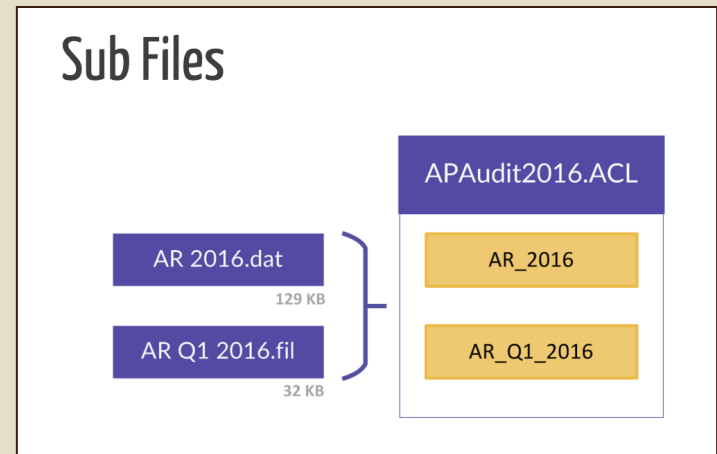 Sub Files
APAudit2016.ACL
AR 2016.dat
129 KB
AR Q1 2016.fil
32 KB
AR_2016
AR_Q1_2016